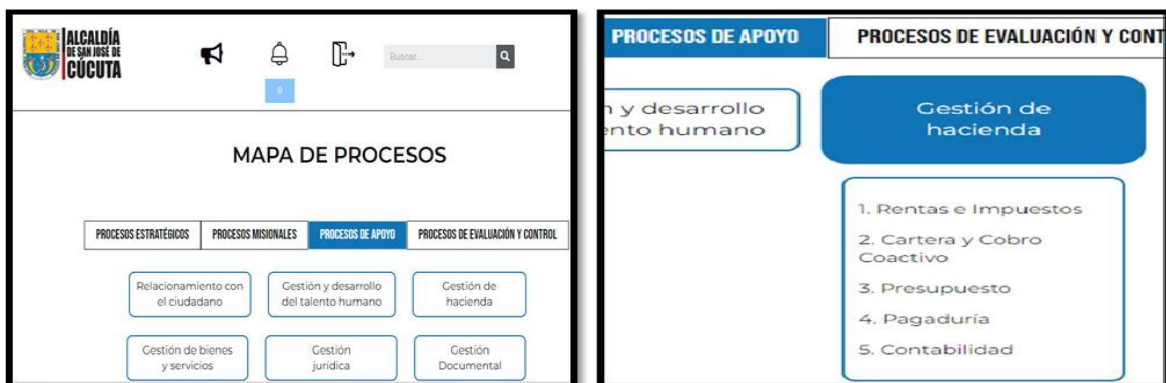 ALCALDÍA
DE SAN JOSÉ DE
CÚCUTA
Buscar...
0
MAPA DE PROCESOS
PROCESOS ESTRATÉGICOS
PROCESOS MISIONALES
PROCESOS DE APOYO
PROCESOS DE EVALUACIÓN Y CONTROL
Relacionamiento con
el ciudadano
Gestión y desarrollo
del talento humano
Gestión de
hacienda
Gestión de bienes
y servicios
Gestión
jurídica
Gestión
Documental
PROCESOS DE APOYO
PROCESOS DE EVALUACIÓN Y CONT
n y desarrollo
ento humano
Gestión de
hacienda
1. Rentas e Impuestos
2. Cartera y Cobro
Coactivo
3. Presupuesto
4. Pagaduría
5. Contabilidad